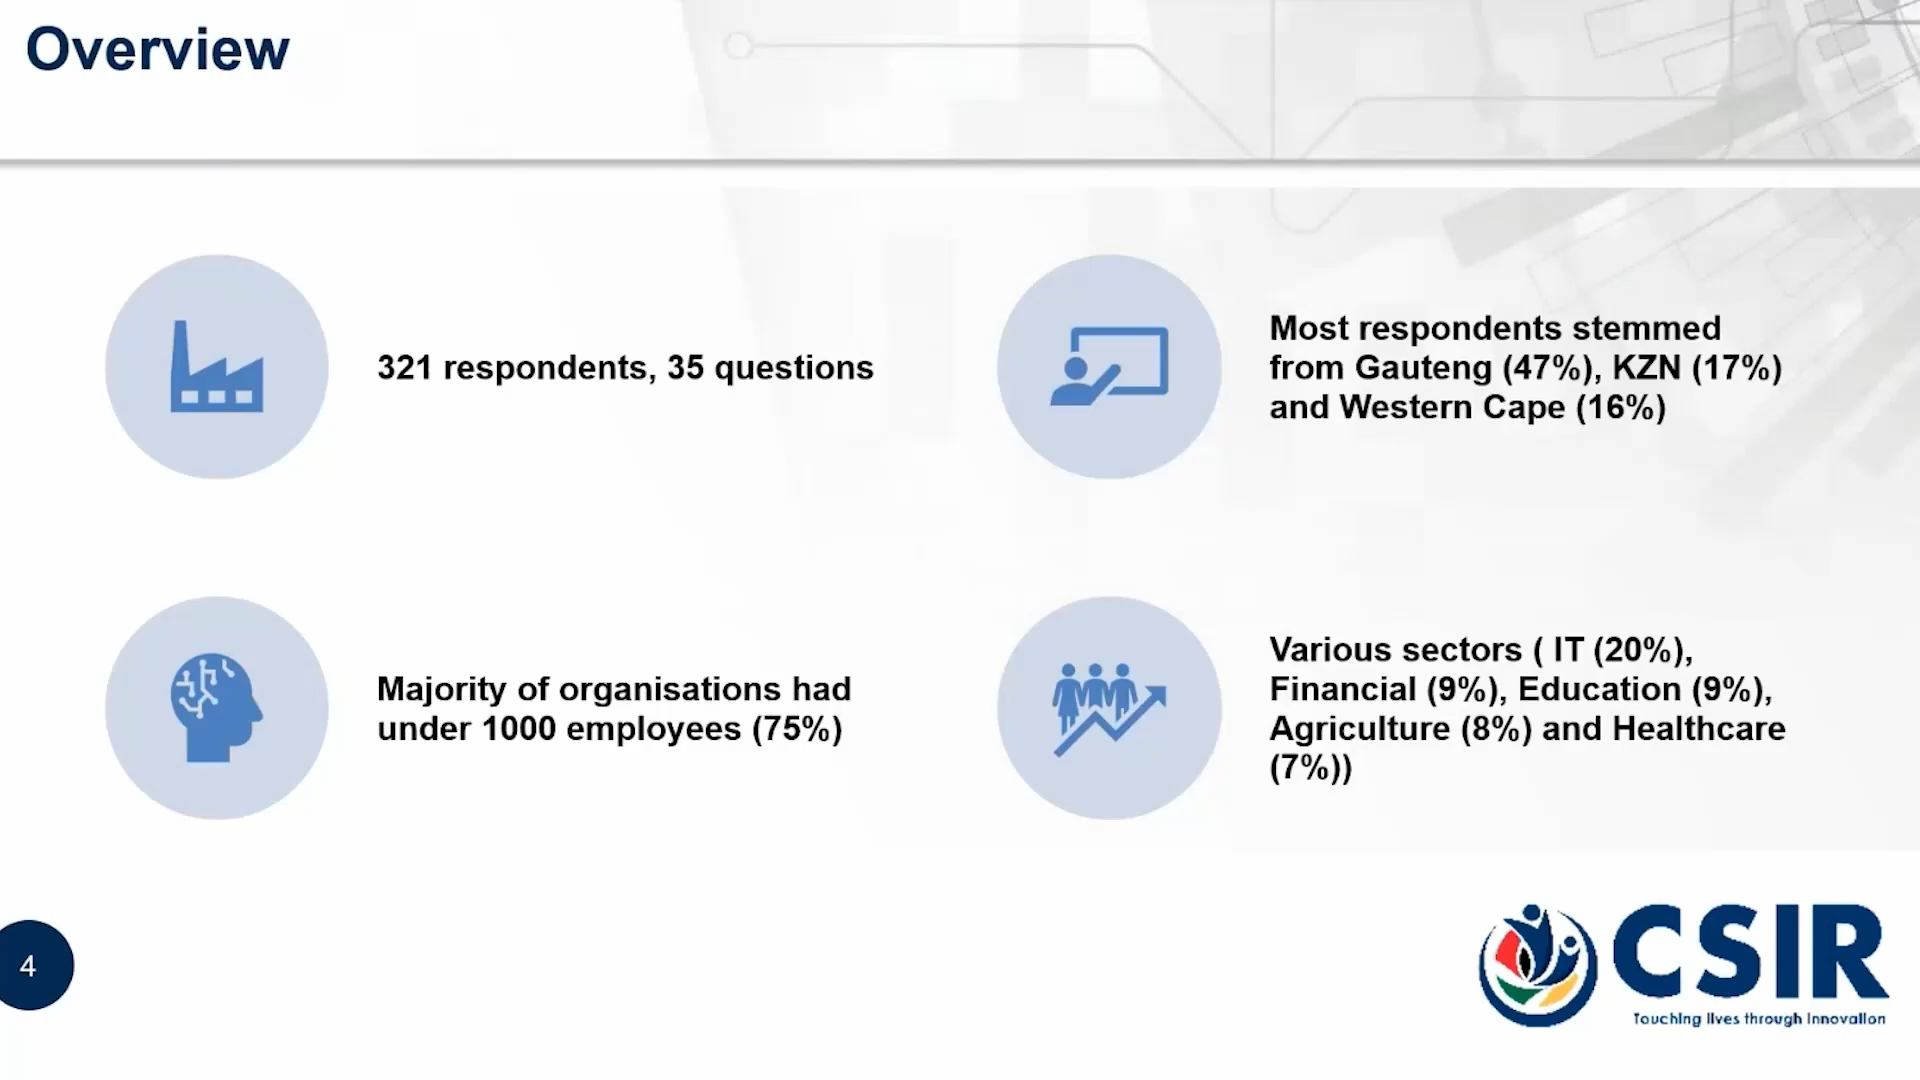 Overview
321 respondents, 35 questions
Most respondents stemmed
from Gauteng (47%), KZN (17%)
and Western Cape (16%)
Majority of organisations had
under 1000 employees (75%)
Various sectors ( IT (20%),
Financial (9%), Education (9%),
Agriculture (8%) and Healthcare
(7%))
4
CSIR
Touching lives through innovation